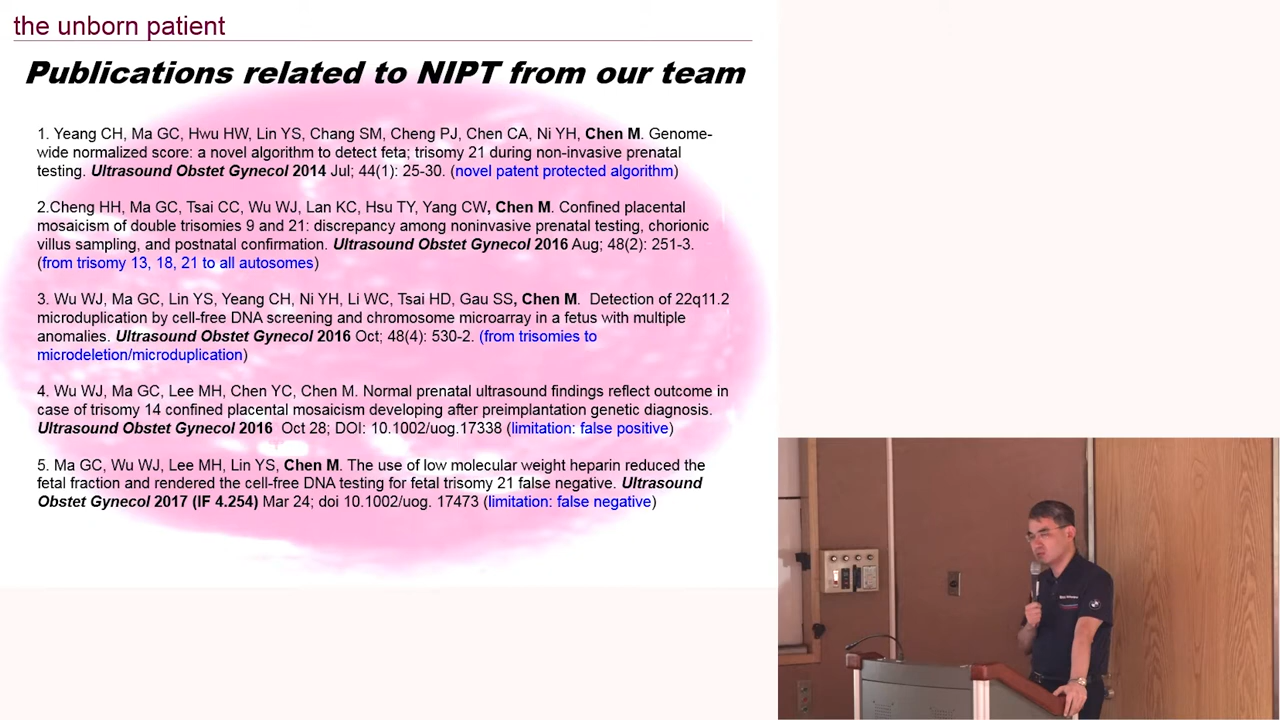 the unborn patient
Publications related to NIPT from our team
1. Yeang CH, Ma GC, Hwu HW, Lin YS, Chang SM, Cheng PJ, Chen CA, Ni YH, Chen M. Genome-
wide normalized score: a novel algorithm to detect feta; trisomy 21 during non-invasive prenatal
testing. Ultrasound Obstet Gynecol 2014 Jul; 44(1): 25-30. (novel patent protected algorithm)
2.Cheng HH, Ma GC, Tsai CC, Wu WJ, Lan KC, Hsu TY, Yang CW, Chen M. Confined placental
mosaicism of double trisomies 9 and 21: discrepancy among noninvasive prenatal testing, chorionic
villus sampling, and postnatal confirmation. Ultrasound Obstet Gynecol 2016 Aug; 48(2): 251-3.
(from trisomy 13, 18, 21 to all autosomes)
3. Wu WJ, Ma GC, Lin YS, Yeang CH, Ni YH, Li WC, Tsai HD, Gau SS, Chen M. Detection of 22q11.2
microduplication by cell-free DNA screening and chromosome microarray in a fetus with multiple
anomalies. Ultrasound Obstet Gynecol 2016 Oct; 48(4): 530-2. (from trisomies to
microdeletion/microduplication)
4. Wu WJ, Ma GC, Lee MH, Chen YC, Chen M. Normal prenatal ultrasound findings reflect outcome in
case of trisomy 14 confined placental mosaicism developing after preimplantation genetic diagnosis.
Ultrasound Obstet Gynecol 2016 Oct 28; DOI: 10.1002/uog.17338 (limitation: false positive)
5. Ma GC, Wu WJ, Lee MH, Lin YS, Chen M. The use of low molecular weight heparin reduced the
fetal fraction and rendered the cell-free DNA testing for fetal trisomy 21 false negative. Ultrasound
Obstet Gynecol 2017 (IF 4.254) Mar 24; doi 10.1002/uog. 17473 (limitation: false negative)